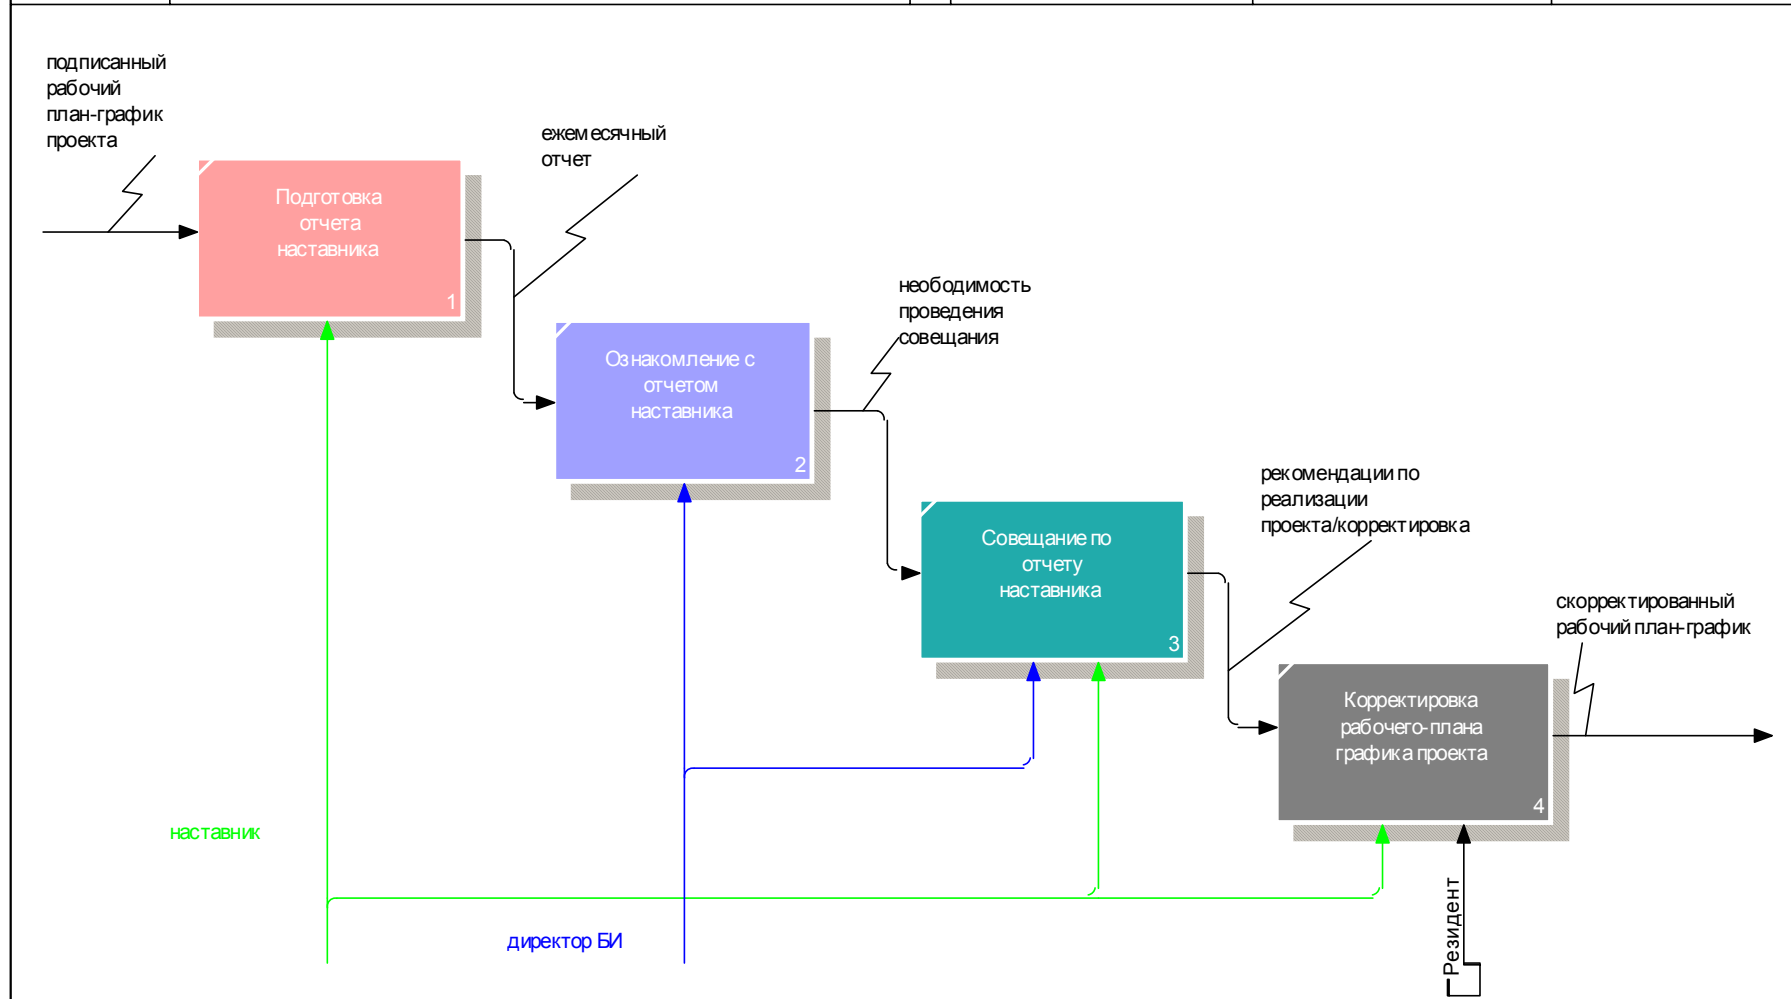 подписанный
рабочий
план-график
проекта
ежемесячный
отчет
Подготовка
отчета
наставника
1
неободимость
проведения
совещания
Ознакомление с
отчетом
наставника
2
рекомендации по
реализации
проекта/корректировка
Совещание по
отчету
наставника
3
скорректированный
рабочий план-график
Корректировка
рабочего-плана
графика проекта
4
наставник
директор БИ
Резидент